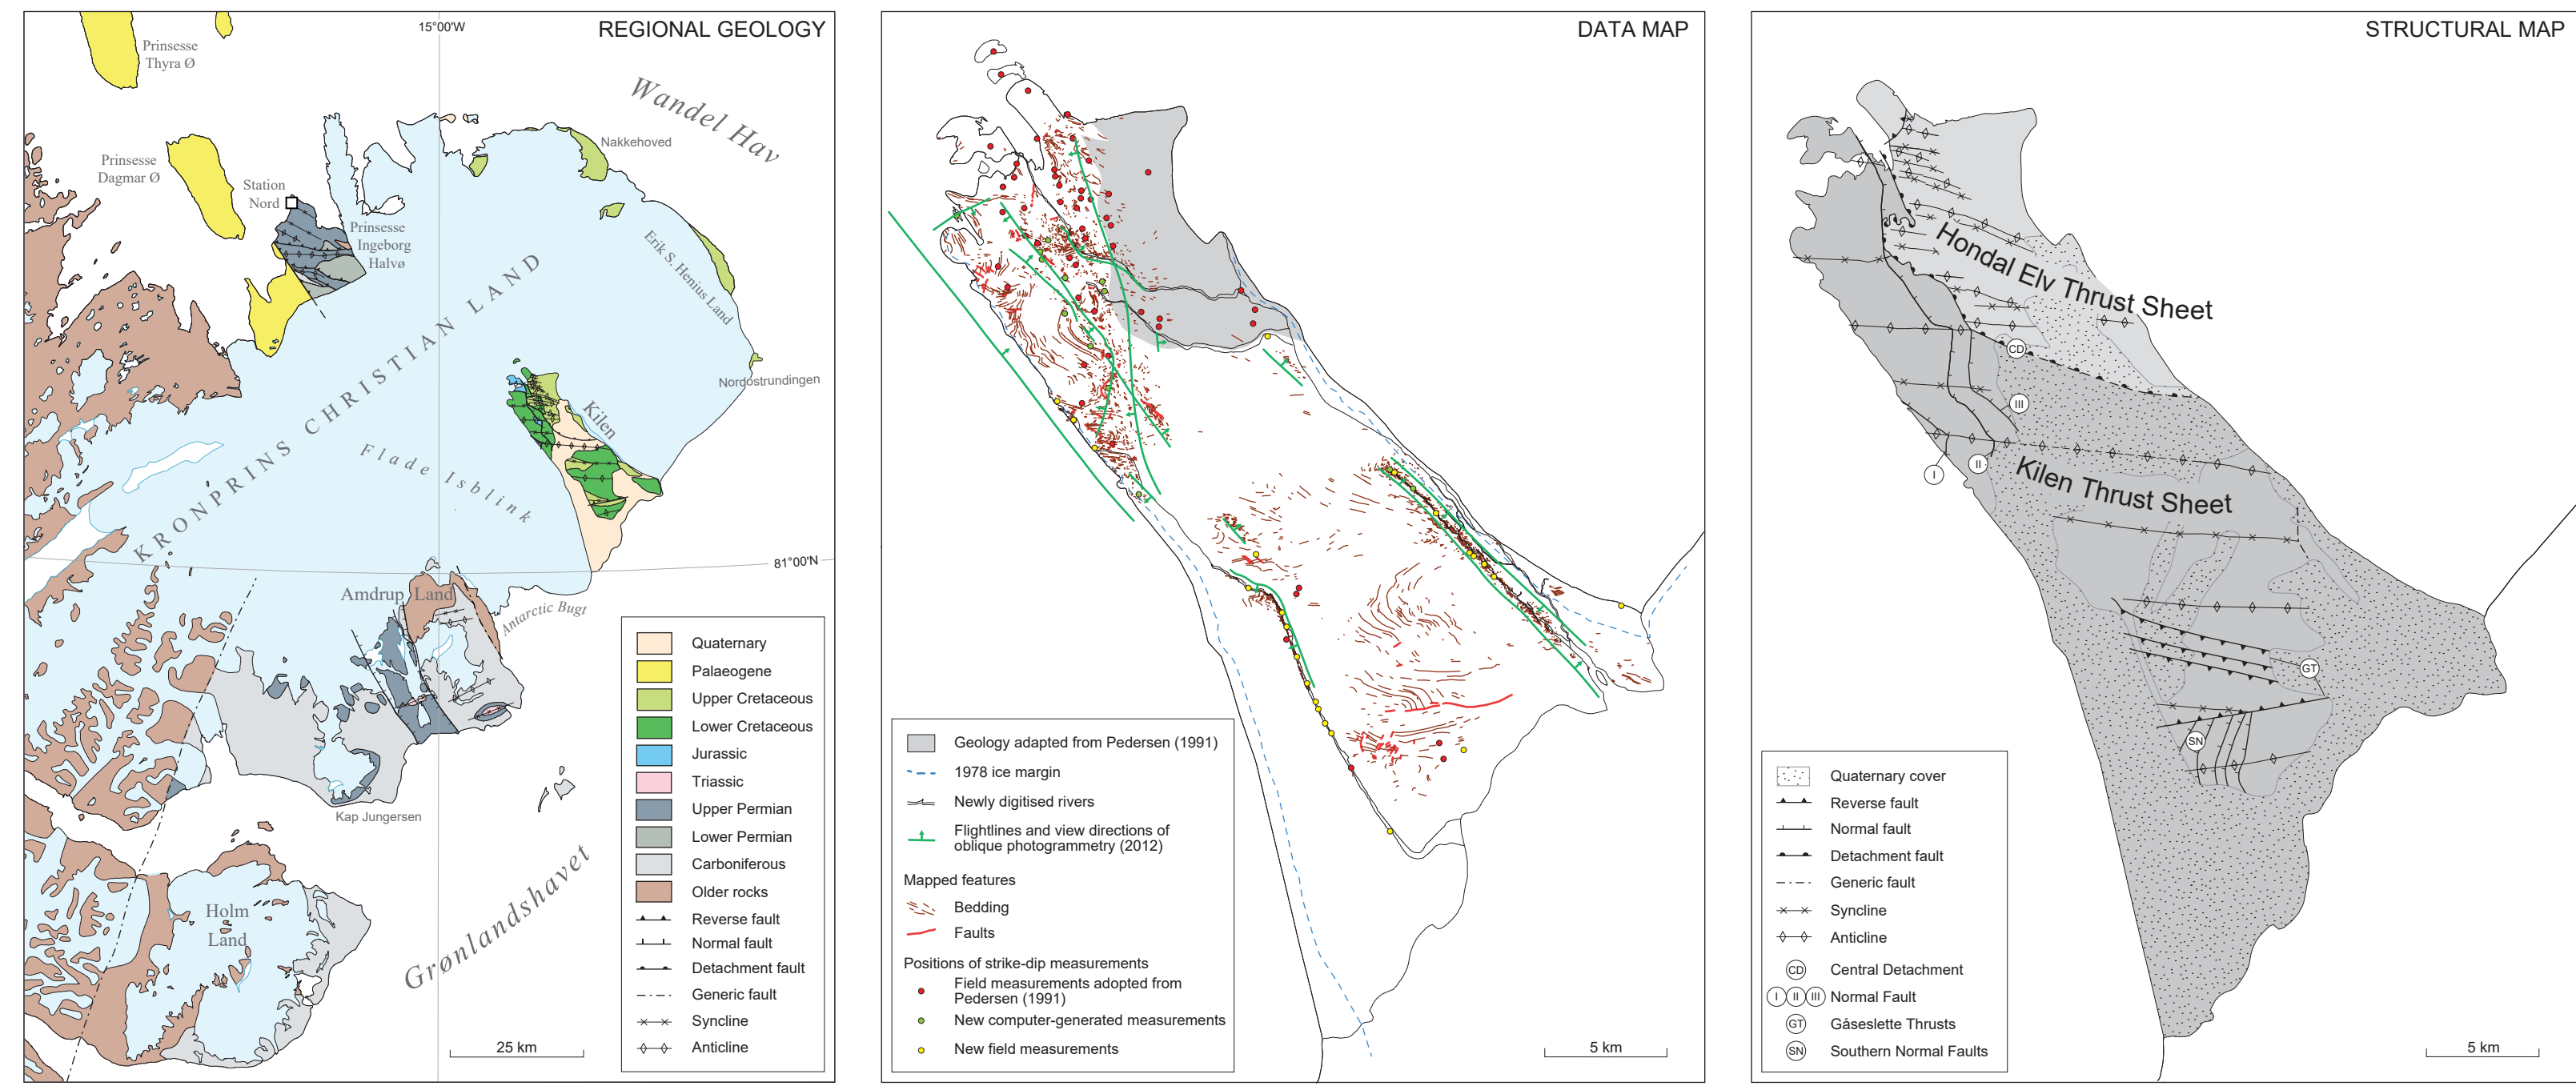 REGIONAL GEOLOGY
15°00'W
Prinsesse
Thyra Ø
Wandel Hav
Nakkehoved
Prinsesse
Dagmar Ø
Station
Nord
Prinsesse
Ingeborg
Halvø
Erik S. Henius Land
KRONPRINS CHRISTIAN LAND
Nordostrundingen
Kilen
Flade Isblink
81°00'N
Amdrup Land
Antarctic Bugt
Kap Jungersen
Grønlandshavet
Holm
Land
25 km
Quaternary
Palaeogene
Upper Cretaceous
Lower Cretaceous
Jurassic
Triassic
Upper Permian
Lower Permian
Carboniferous
Older rocks
Reverse fault
Normal fault
Detachment fault
Generic fault
Syncline
Anticline
DATA MAP
Geology adapted from Pedersen (1991)
1978 ice margin
Newly digitised rivers
Flightlines and view directions of
oblique photogrammetry (2012)
Mapped features
Bedding
Faults
Positions of strike-dip measurements
Field measurements adopted from
Pedersen (1991)
New computer-generated measurements
New field measurements
5 km
STRUCTURAL MAP
Hondal Elv Thrust Sheet
CD
III
I
II
Kilen Thrust Sheet
GT
SN
Quaternary cover
Reverse fault
Normal fault
Detachment fault
Generic fault
Syncline
Anticline
CD Central Detachment
I II III Normal Fault
GT Gåseslette Thrusts
SN Southern Normal Faults
5 km